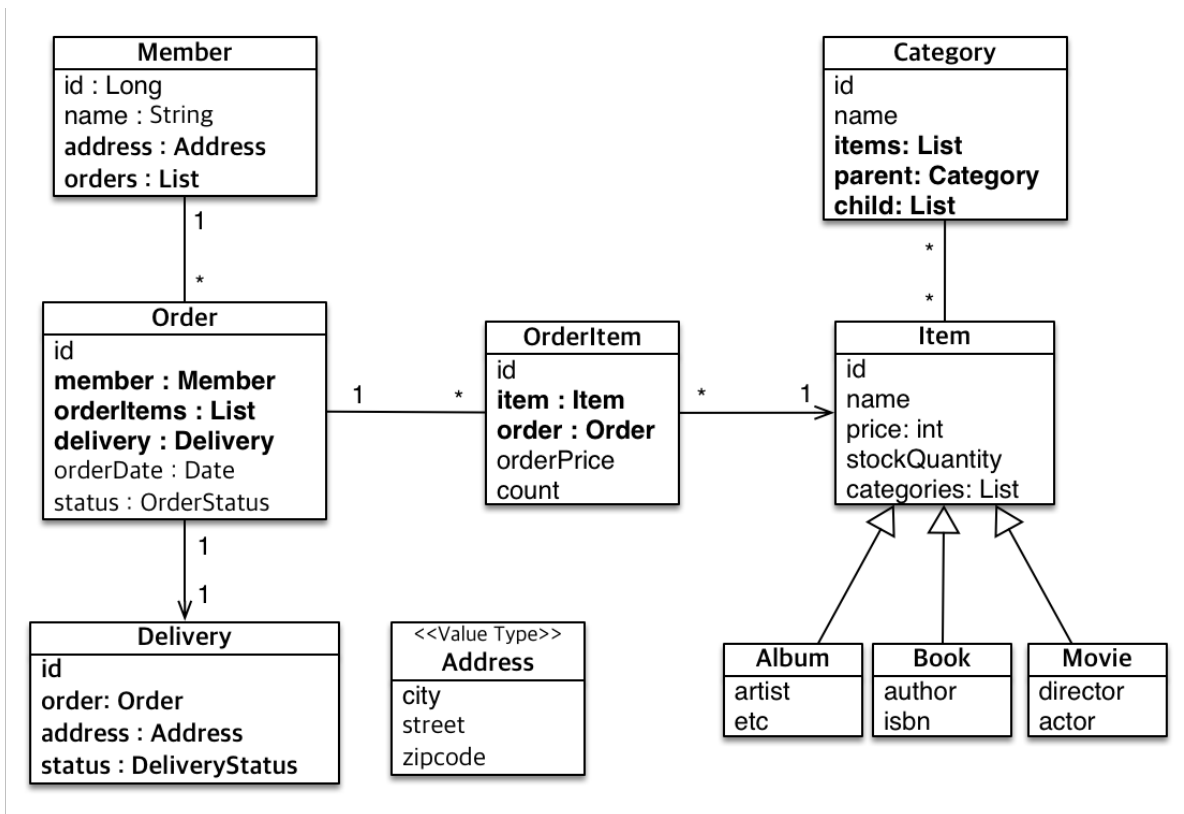 Member
id : Long
name : String
address : Address
orders : List
1
*
Category
id
name
items: List
parent: Category
child: List
*
*
Order
id
member : Member
orderItems : List
delivery : Delivery
orderDate : Date
status : OrderStatus
1
*
OrderItem
id
item : Item
order : Order
orderPrice
count
*
1
Item
id
name
price: int
stockQuantity
categories: List
1
1
Delivery
id
order: Order
address : Address
status : DeliveryStatus
<<Value Type>>
Address
city
street
zipcode
Album
artist
etc
Book
author
isbn
Movie
director
actor